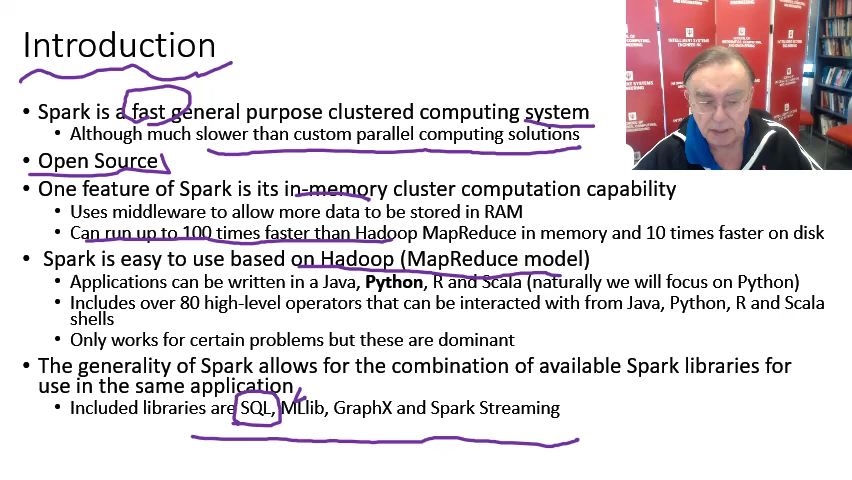 Introduction
• Spark is a fast general purpose clustered computing system
• Although much slower than custom parallel computing solutions
• Open Source
• One feature of Spark is its in-memory cluster computation capability
• Uses middleware to allow more data to be stored in RAM
• Can run up to 100 times faster than Hadoop MapReduce in memory and 10 times faster on disk
• Spark is easy to use based on Hadoop (MapReduce model)
• Applications can be written in a Java, Python, R and Scala (naturally we will focus on Python)
• Includes over 80 high-level operators that can be interacted with from Java, Python, R and Scala
shells
• Only works for certain problems but these are dominant
• The generality of Spark allows for the combination of available Spark libraries for
use in the same application
• Included libraries are SQL, MLlib, GraphX and Spark Streaming